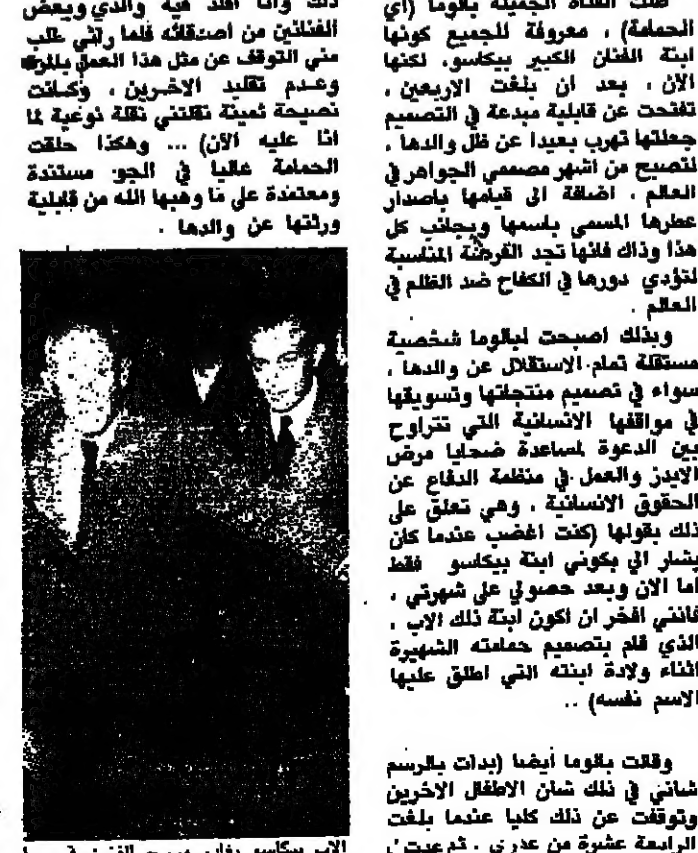 ظلت الفتاة الجميلة بالوما (اي
الحمامة) ، معروفة للجميع كونها
ابنة الفنان الكبير بيكاسو، لكنها
الآن ، بعد ان بلغت الاربعين ،
تفتحت عن قابلية مبدعة في التصميم
جعلتها تهرب بعيدا عن ظل والدها ،
لتصبح من اشهر مصممي الجواهر في
العالم ، اضافة الى قيامها باصدار
عطرها المسمى باسمها وبجانب كل
هذا وذاك فانها تجد الفرصة المناسبة
لتؤدي دورها في الكفاح ضد الظلم في
العالم .
وبذلك اصبحت لبالوما شخصية
مستقلة تمام الاستقلال عن والدها ،
سواء في تصميم منتجاتها وتسويقها
في مواقفها الانسانية التي تتراوح
بين الدعوة لمساعدة ضحايا مرض
الايدز والعمل في منظمة الدفاع عن
الحقوق الانسانية ، وهي تعلق على
ذلك بقولها (كنت اغضب عندما كان
يشار الي بكوني ابنة بيكاسو فقط
اما الان وبعد حصولي على شهرتي ،
فانني افخر ان اكون ابنة ذلك الاب ،
الذي قام بتصميم حمامته الشهيرة
اثناء ولادة ابنته التي اطلق عليها
الاسم نفسه) ..
وقالت بالوما ايضا (بدات بالرسم
شاني في ذلك شان الاطفال الاخرين
وتوقفت عن ذلك كليا عندما بلغت
الرابعة عشرة من عمري .
ذلك وانا اقلد فيه والدي وبعض
الفنانين من اصدقائه فلما رآني طلب
مني التوقف عن مثل هذا العمل بالمرة
وعدم تقليد الاخرين ، وكانت
نصيحة ثمينة نقلتني نقلة نوعية لما
انا عليه الآن) ... وهكذا حلقت
الحمامة عاليا في الجو مستندة
ومعتمدة على ما وهبها الله من قابلية
ورثتها عن والدها .
الاب بيكاسو